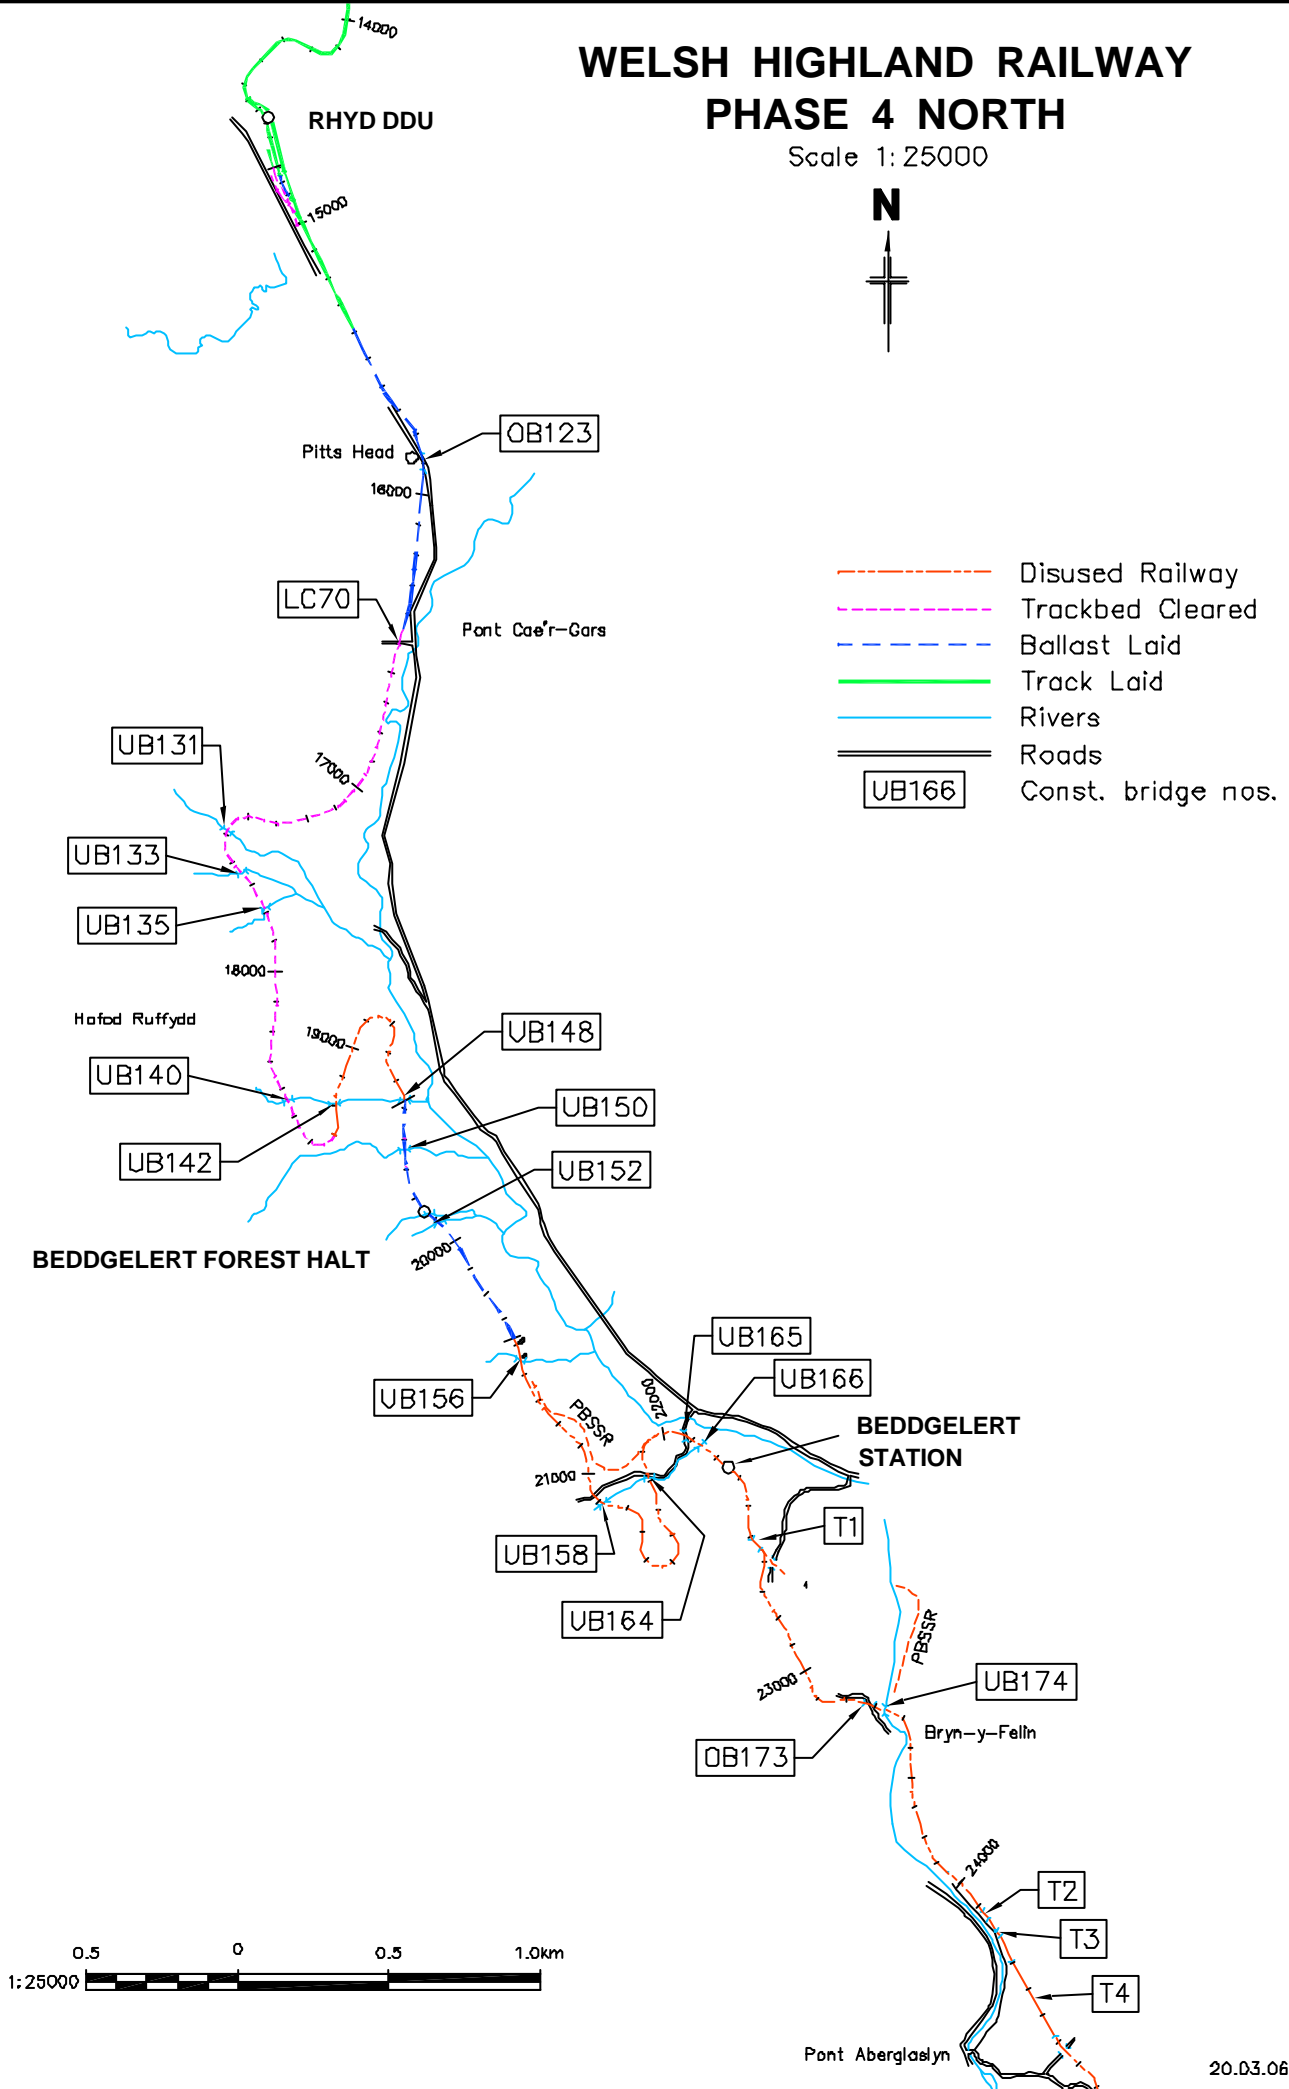 WELSH HIGHLAND RAILWAY
PHASE 4 NORTH
Scale 1:25000
N
14000
RHYD DDU
15000
OB123
Pitts Head
16000
LC70
Pont Cae'r-Gars
Disused Railway
Trackbed Cleared
Ballast Laid
Track Laid
Rivers
Roads
UB166
Const. bridge nos.
UB131
17000
UB133
UB135
18000
Hafod Ruffydd
19000
UB148
UB140
UB150
UB142
UB152
BEDDGELERT FOREST HALT
20000
UB165
UB166
UB156
22000
PBSSR
BEDDGELERT
STATION
21000
T1
UB158
UB164
PBSSR
23000
UB174
Bryn-y-Felin
OB173
24000
T2
T3
T4
0.5 0 0.5 1.0km
1:25000
Pont Aberglaslyn
20.03.06